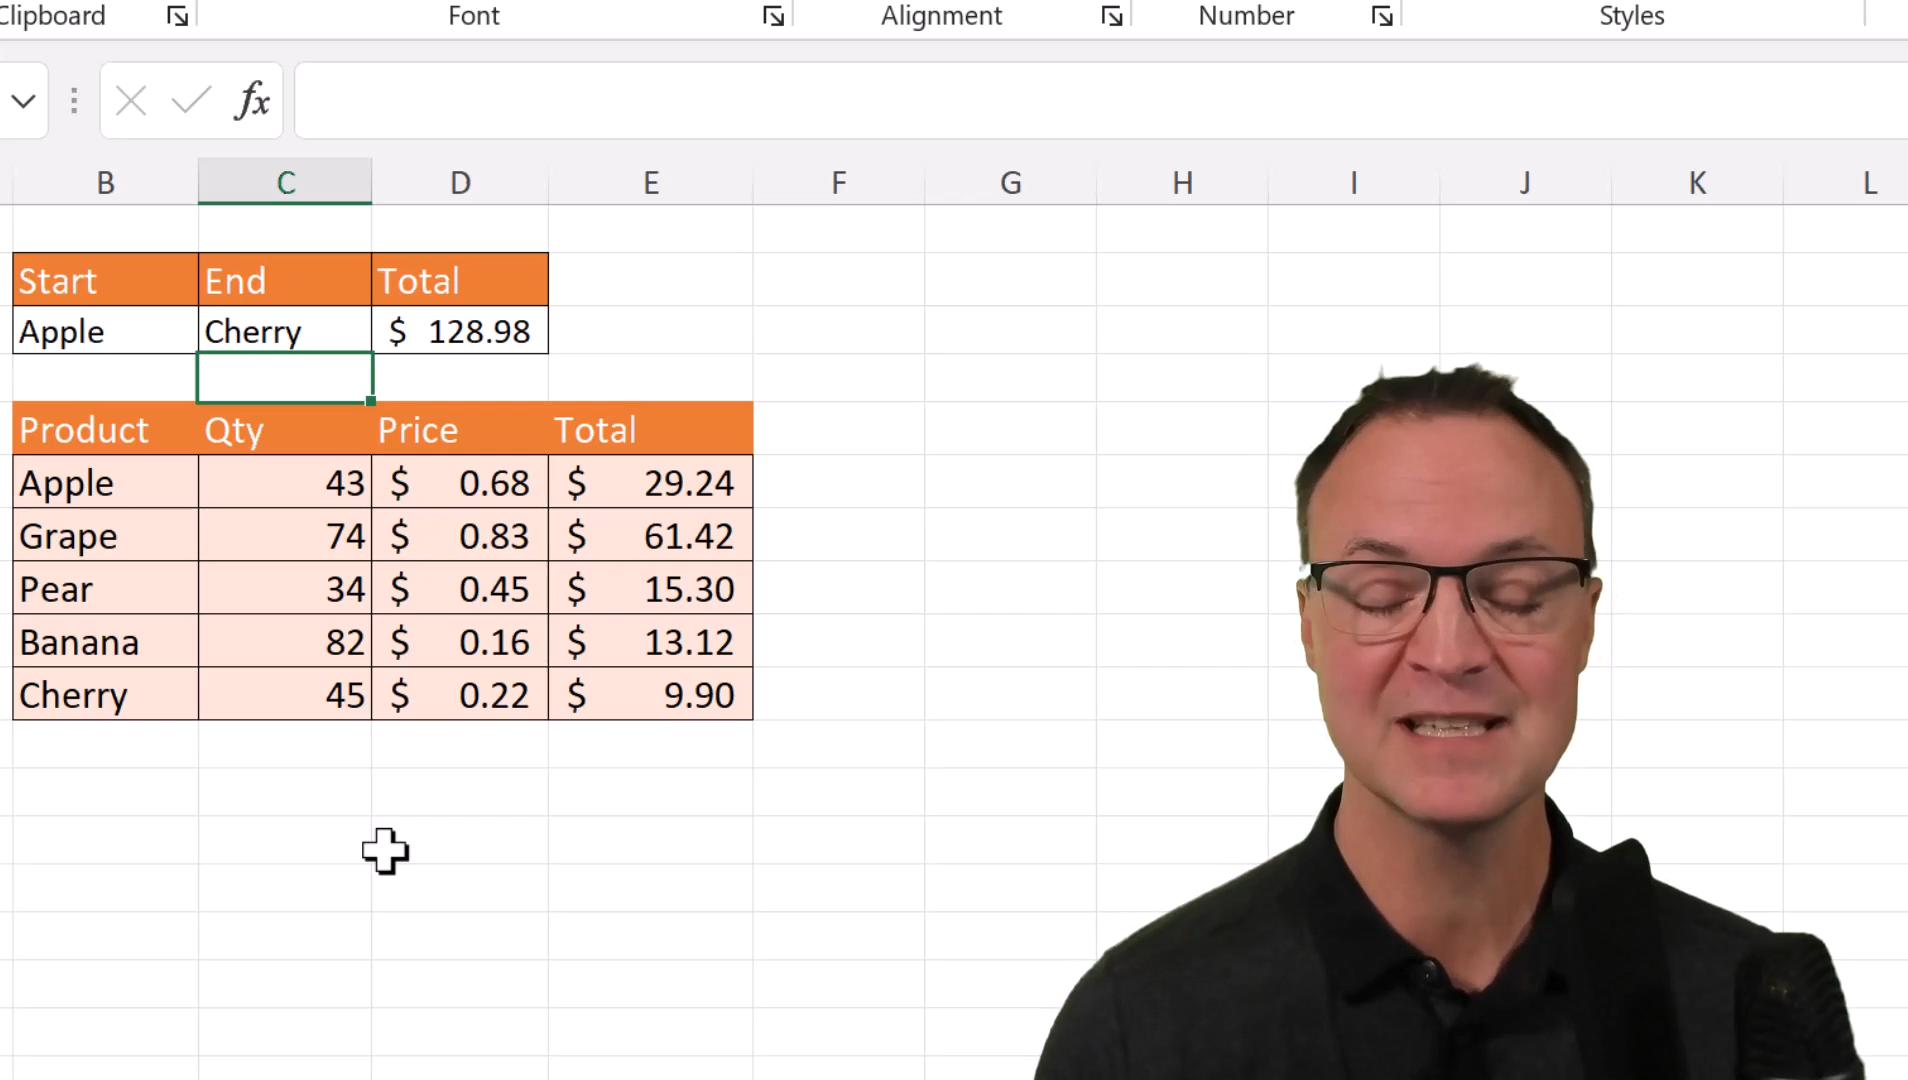 Clipboard Font Alignment Number Styles
fx
B C D E F G H I J K L
Start End Total
Apple Cherry $ 128.98
Product Qty Price Total
Apple 43 $ 0.68 $ 29.24
Grape 74 $ 0.83 $ 61.42
Pear 34 $ 0.45 $ 15.30
Banana 82 $ 0.16 $ 13.12
Cherry 45 $ 0.22 $ 9.90